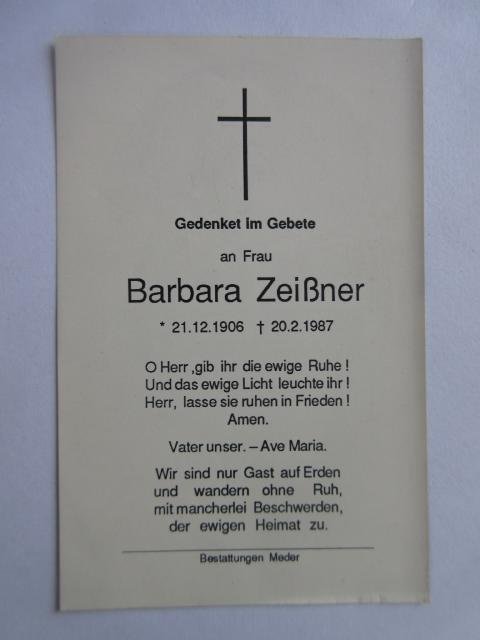 Gedenket im Gebete
an Frau
Barbara Zeißner
* 21.12.1906 † 20.2.1987
O Herr ,gib ihr die ewige Ruhe !
Und das ewige Licht leuchte ihr !
Herr, lasse sie ruhen in Frieden !
Amen.
Vater unser. – Ave Maria.
Wir sind nur Gast auf Erden
und wandern ohne Ruh,
mit mancherlei Beschwerden,
der ewigen Heimat zu.
Bestattungen Meder